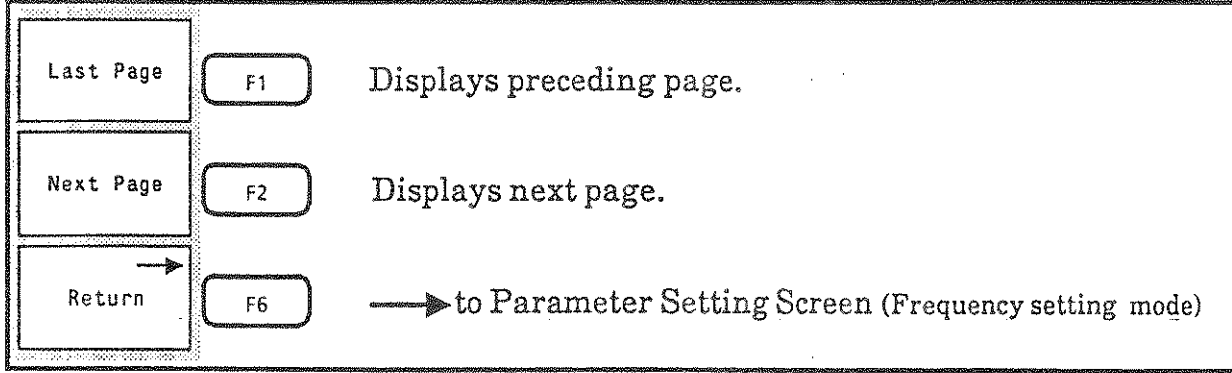 Last Page F1 Displays preceding page.
Next Page F2 Displays next page.
Return F6 to Parameter Setting Screen (Frequency setting mode)